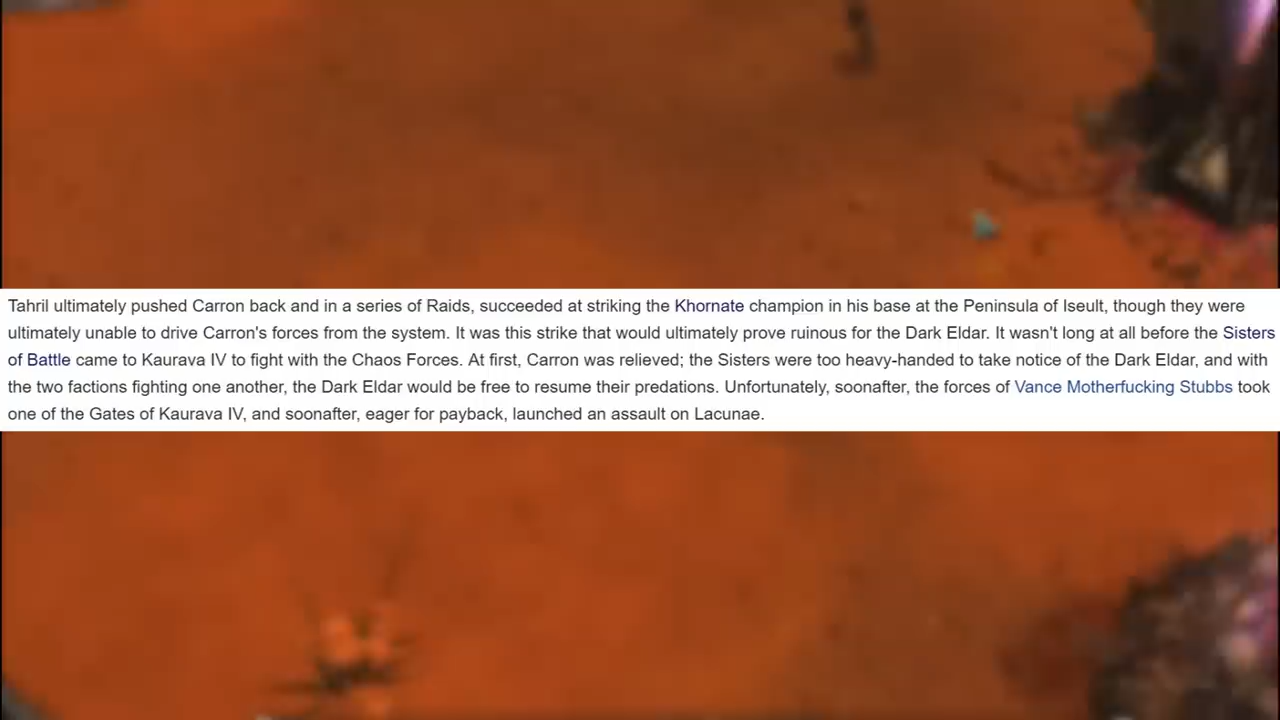 Tahril ultimately pushed Carron back and in a series of Raids, succeeded at striking the Khornate champion in his base at the Peninsula of Iseult, though they were
ultimately unable to drive Carron's forces from the system. It was this strike that would ultimately prove ruinous for the Dark Eldar. It wasn't long at all before the Sisters
of Battle came to Kaurava IV to fight with the Chaos Forces. At first, Carron was relieved; the Sisters were too heavy-handed to take notice of the Dark Eldar, and with
the two factions fighting one another, the Dark Eldar would be free to resume their predations. Unfortunately, soonafter, the forces of Vance Motherfucking Stubbs took
one of the Gates of Kaurava IV, and soonafter, eager for payback, launched an assault on Lacunae.